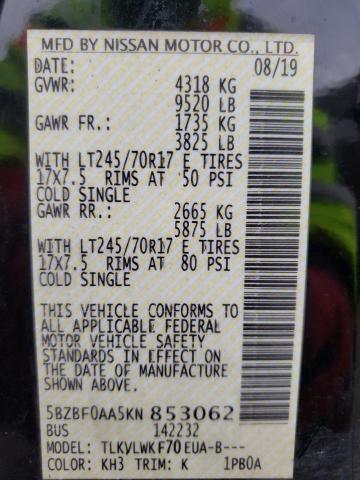 MFD BY NISSAN MOTOR CO., LTD.
DATE: 08/19
GVWR: 4318 KG
9520 LB
GAWR FR.: 1735 KG
3825 LB
WITH LT245/70R17 E TIRES
17X7.5 RIMS AT 50 PSI
COLD SINGLE
GAWR RR.: 2665 KG
5875 LB
WITH LT245/70R17 E TIRES
17X7.5 RIMS AT 80 PSI
COLD SINGLE
THIS VEHICLE CONFORMS TO
ALL APPLICABLE FEDERAL
MOTOR VEHICLE SAFETY
STANDARDS IN EFFECT ON
THE DATE OF MANUFACTURE
SHOWN ABOVE.
5BZBF0AA5KN 853062
BUS 142232
MODEL: TLKVLWKF70EUA-B---
COLOR: KH3 TRIM: K 1PB0A